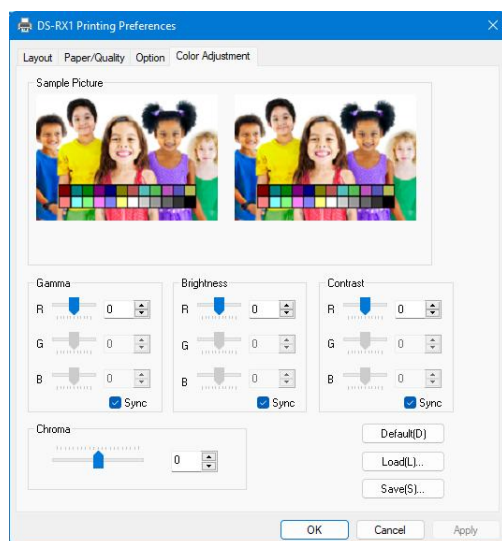 DS-RX1 Printing Preferences
Layout Paper/Quality Option Color Adjustment
Sample Picture
Gamma Brightness Contrast
R 0 R 0 R 0
G 0 G 0 G 0
B 0 B 0 B 0
Sync Sync Sync
Chroma
0
Default(D)
Load(L)...
Save(S)...
OK Cancel Apply